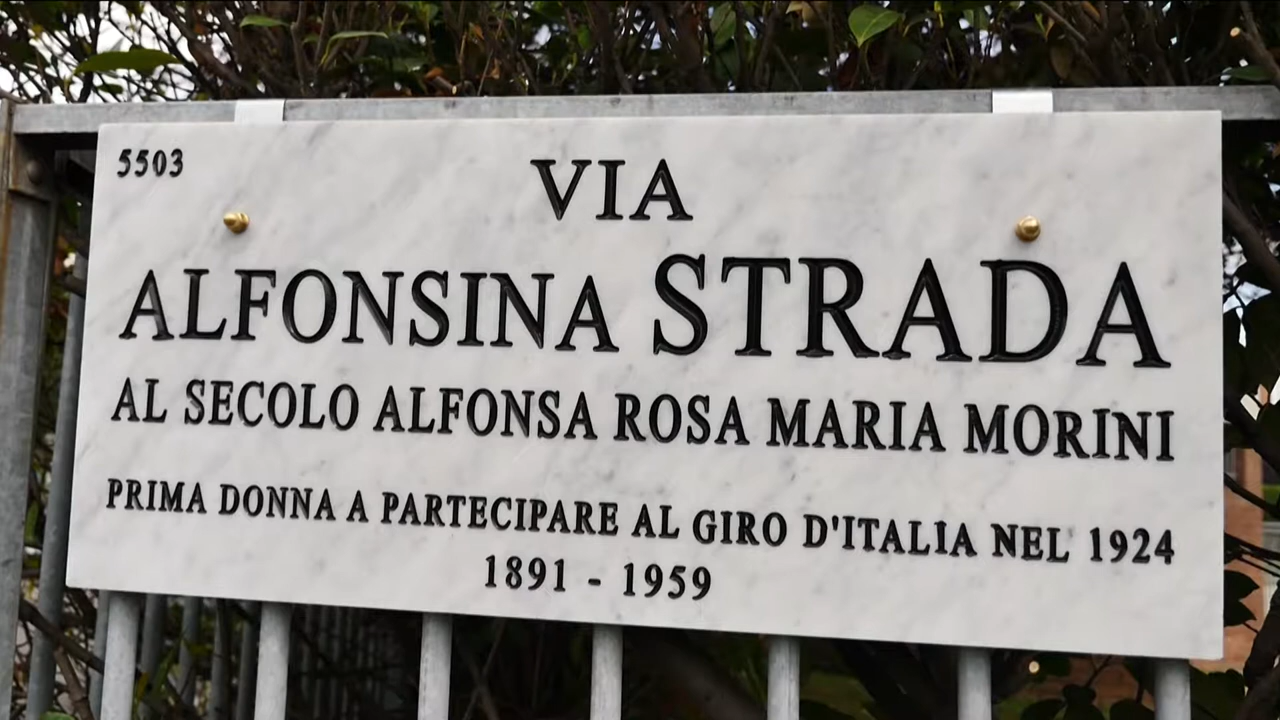 5503
VIA
ALFONSINA STRADA
AL SECOLO ALFONSA ROSA MARIA MORINI
PRIMA DONNA A PARTECIPARE AL GIRO D'ITALIA NEL 1924
1891 - 1959